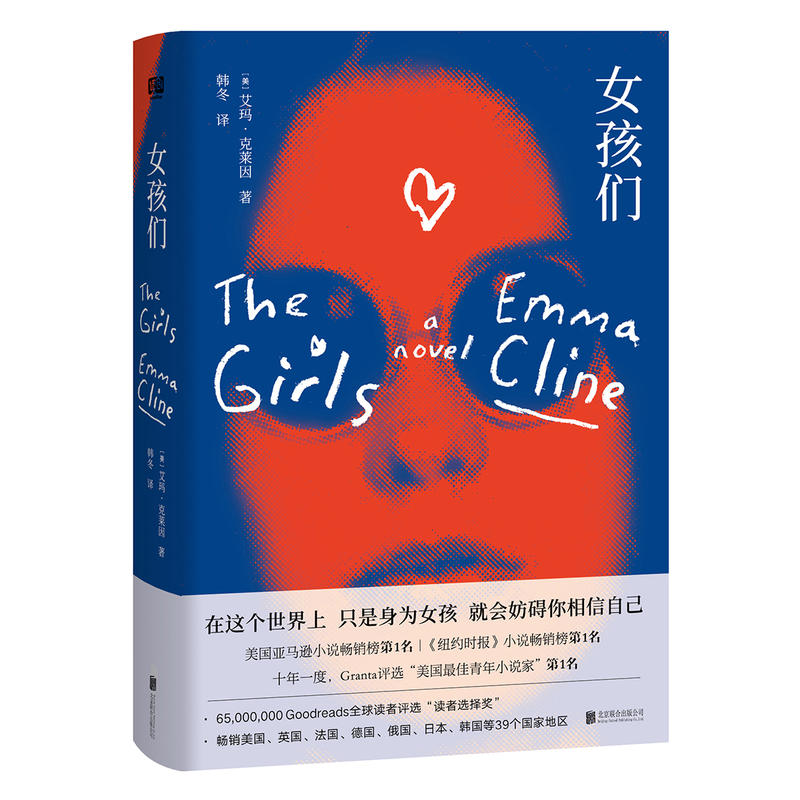 女孩们
The
Girls
Emma
Cline
[美] 艾玛·克莱因 著
韩冬 译
女孩们
[美] 艾玛·克莱因 著
韩冬 译
The
Girls
a
novel
Emma
Cline
在这个世界上 只是身为女孩 就会妨碍你相信自己
美国亚马逊小说畅销榜第1名 | 《纽约时报》小说畅销榜第1名
十年一度，Granta评选“美国最佳青年小说家”第1名
· 65,000,000 Goodreads全球读者评选“读者选择奖”
· 畅销美国、英国、法国、德国、俄国、日本、韩国等39个国家地区
北京联合出版公司
Beijing United Publishing Co.,Ltd.